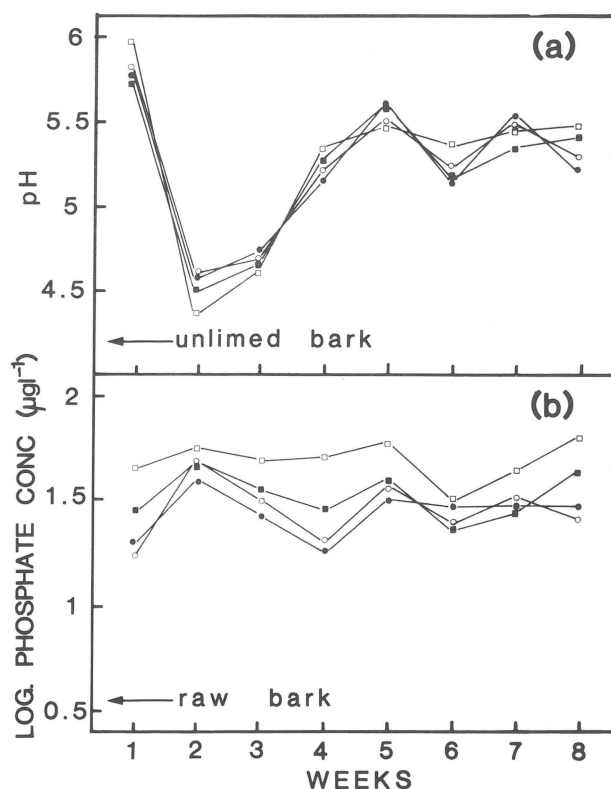 (a)
6
5.5
5
4.5
pH
unlimed bark
(b)
2
1.5
1
0.5
LOG. PHOSPHATE CONC (µgl⁻¹)
raw bark
1 2 3 4 5 6 7 8
WEEKS